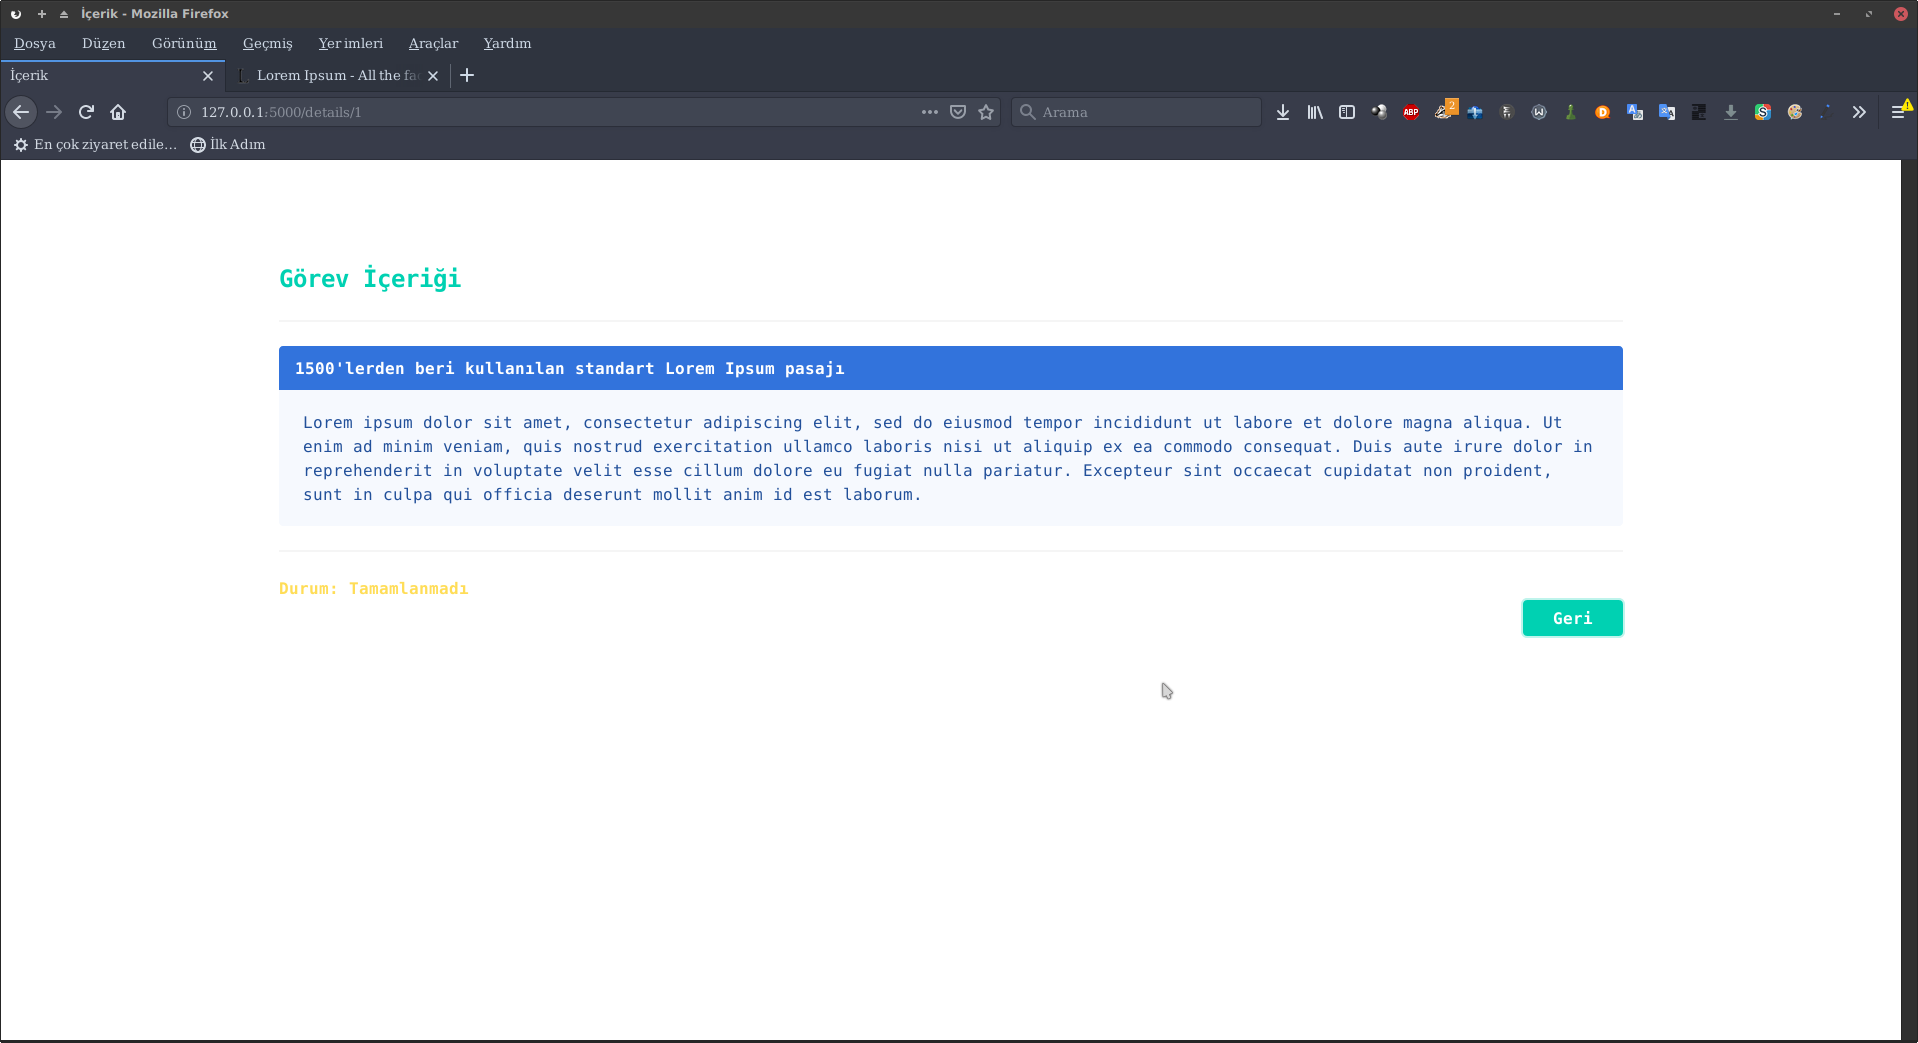 İçerik - Mozilla Firefox
Dosya Düzen Görünüm Geçmiş Yer imleri Araçlar Yardım
İçerik Lorem Ipsum - All the fa
127.0.0.1:5000/details/1 Arama ABP 2
En çok ziyaret edile... İlk Adım
Görev İçeriği
1500'lerden beri kullanılan standart Lorem Ipsum pasajı
Lorem ipsum dolor sit amet, consectetur adipiscing elit, sed do eiusmod tempor incididunt ut labore et dolore magna aliqua. Ut
enim ad minim veniam, quis nostrud exercitation ullamco laboris nisi ut aliquip ex ea commodo consequat. Duis aute irure dolor in
reprehenderit in voluptate velit esse cillum dolore eu fugiat nulla pariatur. Excepteur sint occaecat cupidatat non proident,
sunt in culpa qui officia deserunt mollit anim id est laborum.
Durum: Tamamlanmadı
Geri